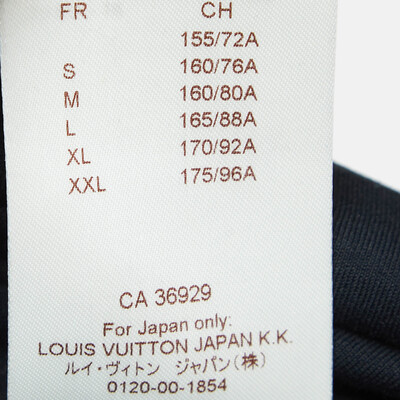 FR CH
155/72A
S 160/76A
M 160/80A
L 165/88A
XL 170/92A
XXL 175/96A
CA 36929
For Japan only:
LOUIS VUITTON JAPAN K.K.
ルイ・ヴィトン ジャパン(株)
0120-00-1854